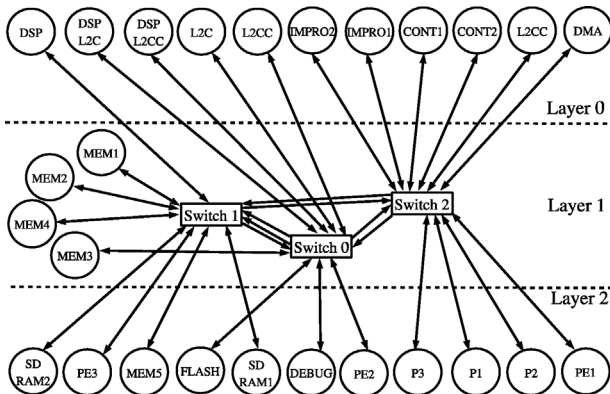 DSP
DSP
L2C
DSP
L2CC
L2C
L2CC
IMPRO2
IMPRO1
CONT1
CONT2
L2CC
DMA
Layer 0
MEM1
MEM2
MEM4
MEM3
Switch 1
Switch 0
Switch 2
Layer 1
Layer 2
SD
RAM2
PE3
MEM5
FLASH
SD
RAM1
DEBUG
PE2
P3
P1
P2
PE1